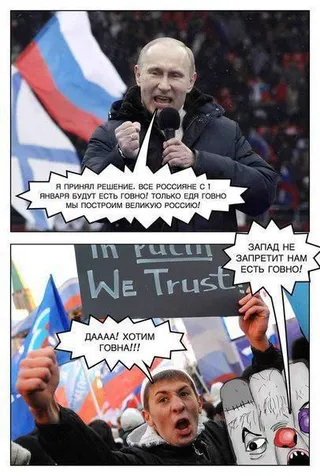 Я ПРИНЯЛ РЕШЕНИЕ. ВСЕ РОССИЯНЕ С 1
ЯНВАРЯ БУДУТ ЕСТЬ ГОВНО! ТОЛЬКО ЕДЯ ГОВНО
МЫ ПОСТРОИМ ВЕЛИКУЮ РОССИЮ!
ЗАПАД НЕ
ЗАПРЕТИТ НАМ
ЕСТЬ ГОВНО!
In Putin
We Trust
ДАААА! ХОТИМ
ГОВНА!!!